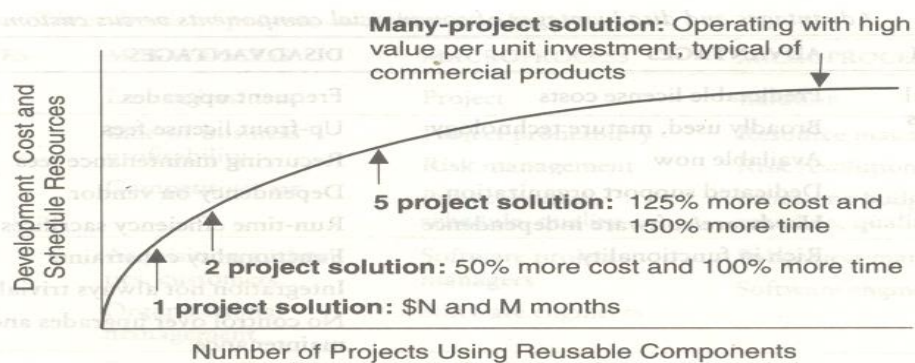 Many-project solution: Operating with high
value per unit investment, typical of
commercial products
Development Cost and
Schedule Resources
5 project solution: 125% more cost and
150% more time
2 project solution: 50% more cost and 100% more time
1 project solution: $N and M months
Number of Projects Using Reusable Components